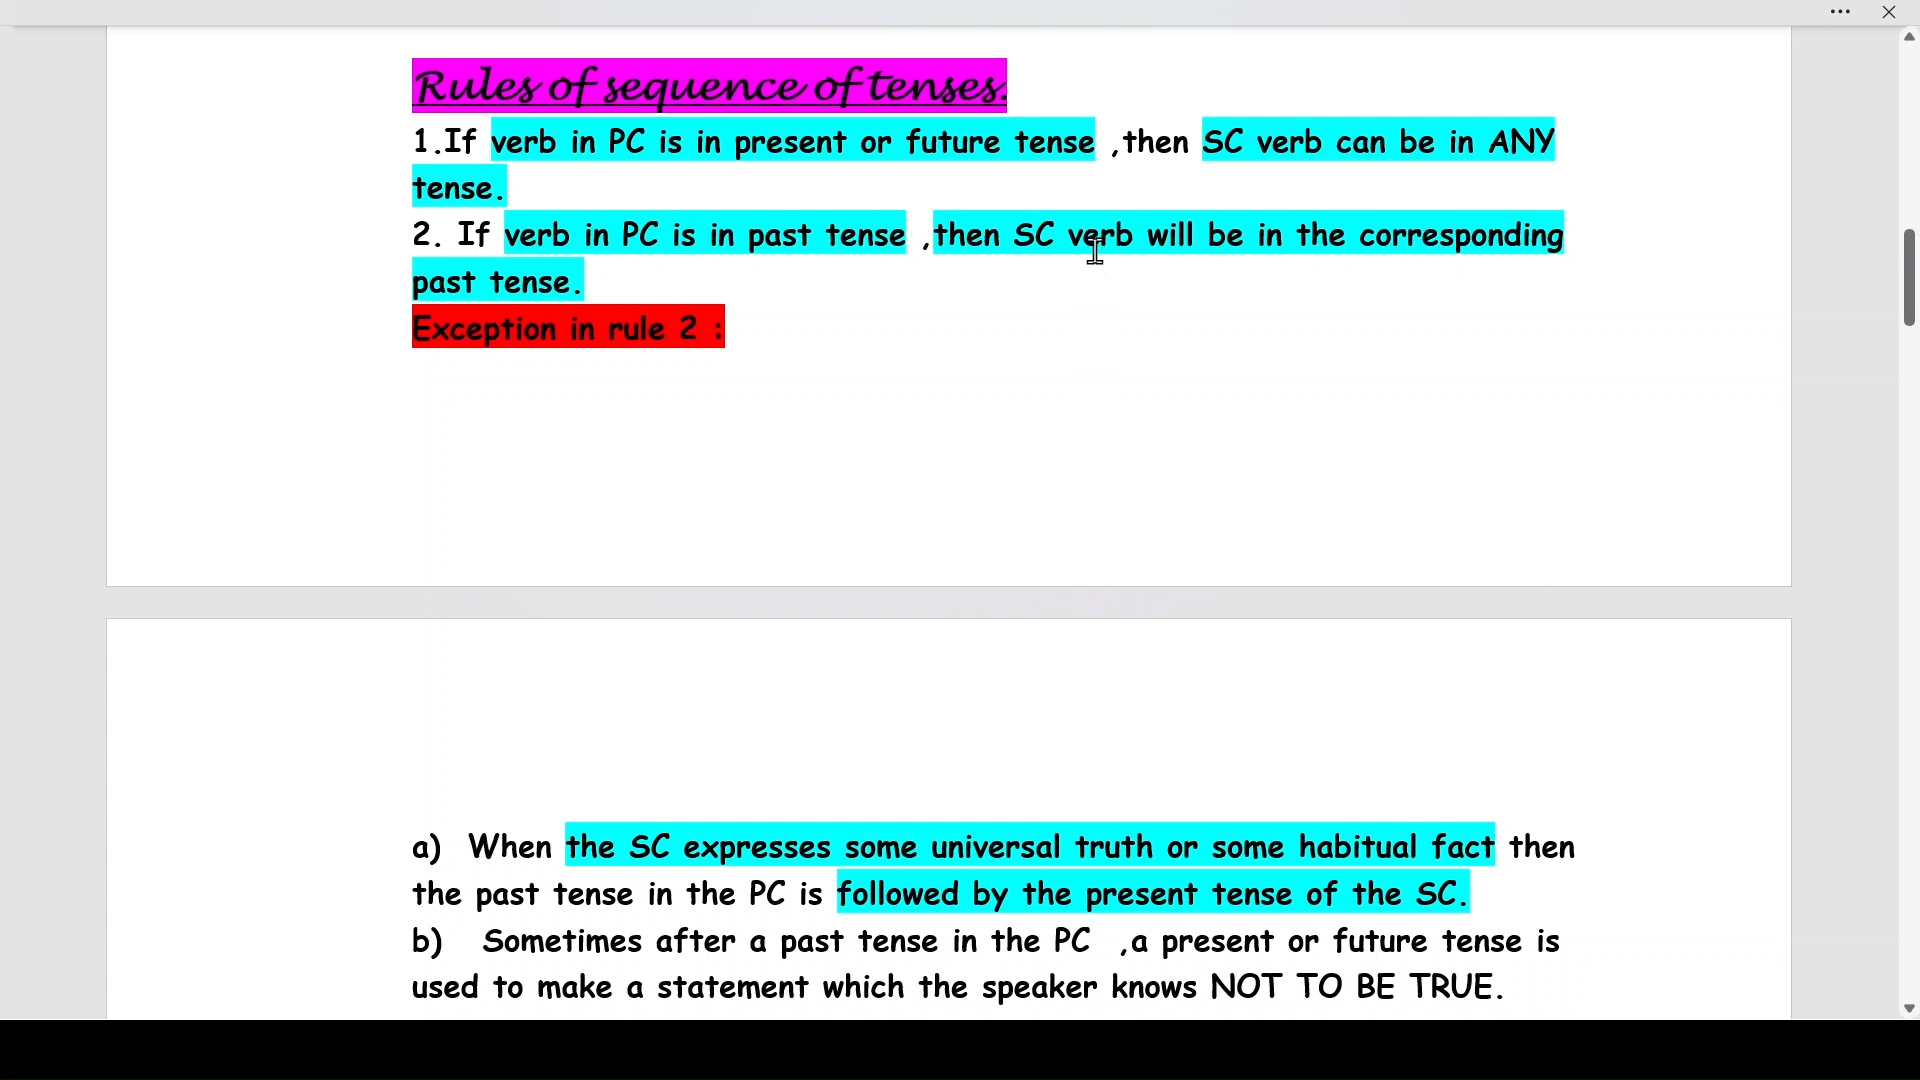 Rules of sequence of tenses.
1.If verb in PC is in present or future tense ,then SC verb can be in ANY
tense.
2. If verb in PC is in past tense ,then SC verb will be in the corresponding
past tense.
Exception in rule 2 :
a) When the SC expresses some universal truth or some habitual fact then
the past tense in the PC is followed by the present tense of the SC.
b) Sometimes after a past tense in the PC ,a present or future tense is
used to make a statement which the speaker knows NOT TO BE TRUE.